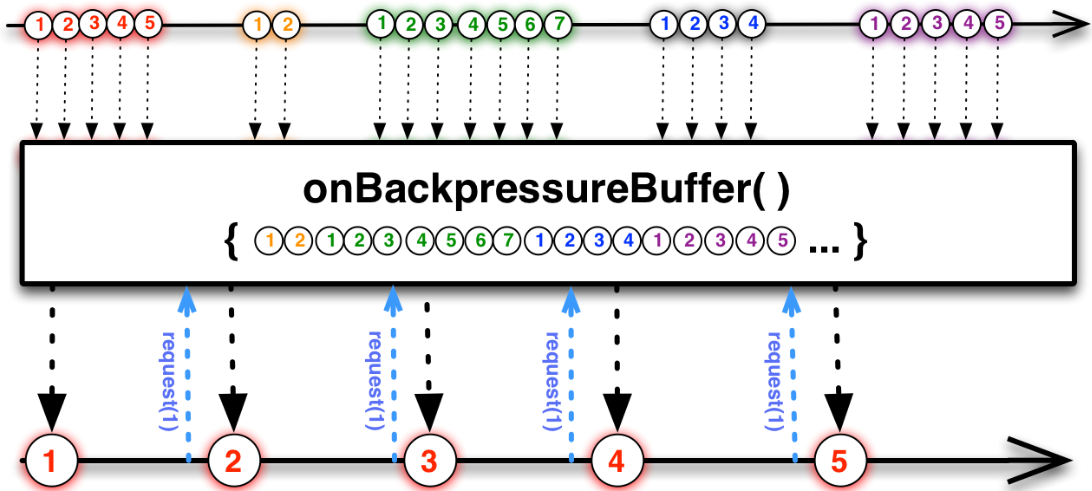 1 2 3 4 5 1 2 1 2 3 4 5 6 7 1 2 3 4 1 2 3 4 5
onBackpressureBuffer( )
{ 1 2 1 2 3 4 5 6 7 1 2 3 4 1 2 3 4 5 ... }
request(1) request(1) request(1) request(1)
1 2 3 4 5